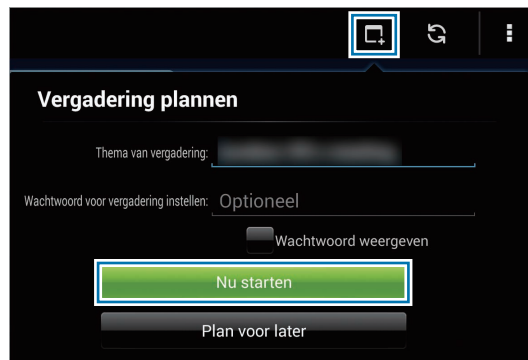 Vergadering plannen
Thema van vergadering:
Wachtwoord voor vergadering instellen: Optioneel
Wachtwoord weergeven
Nu starten
Plan voor later